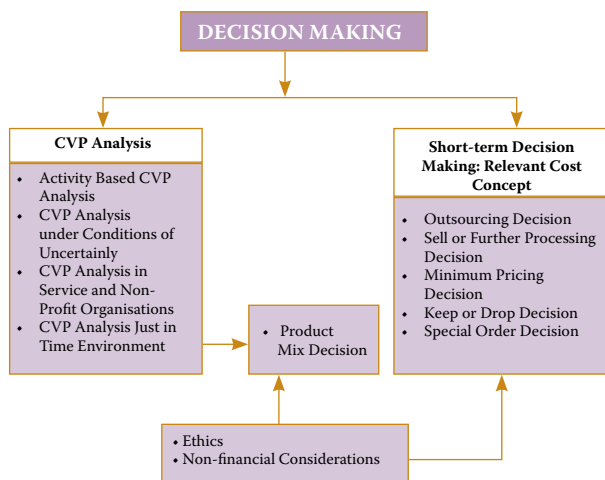 DECISION MAKING
CVP Analysis
• Activity Based CVP
Analysis
• CVP Analysis
under Conditions of
Uncertainly
• CVP Analysis in
Service and Non-
Profit Organisations
• CVP Analysis Just in
Time Environment
• Product
Mix Decision
Short-term Decision
Making: Relevant Cost
Concept
• Outsourcing Decision
• Sell or Further Processing
Decision
• Minimum Pricing
Decision
• Keep or Drop Decision
• Special Order Decision
• Ethics
• Non-financial Considerations